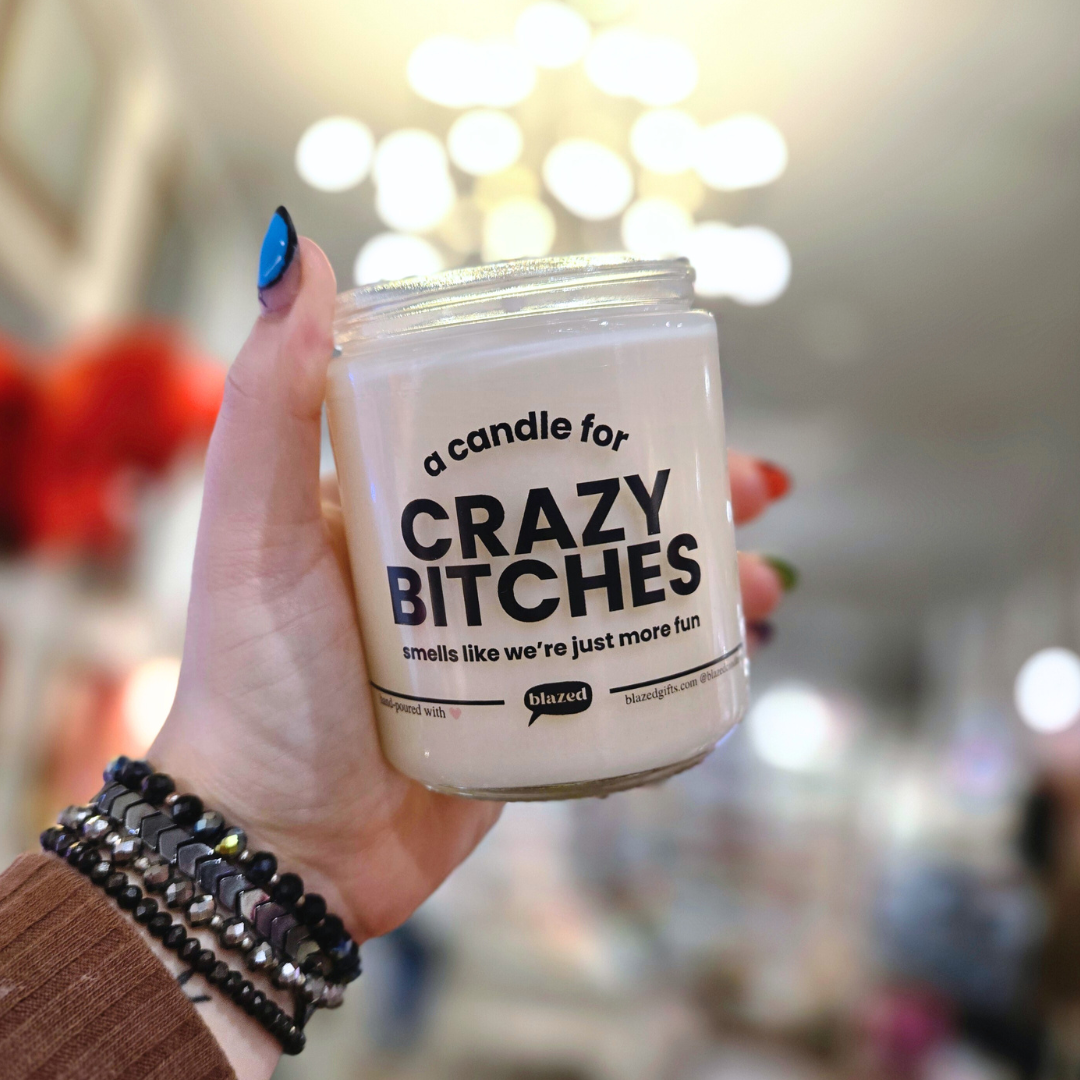 a candle for
CRAZY
BITCHES
smells like we're just more fun
hand-poured with 🩷
blazed
blazedgifts.com